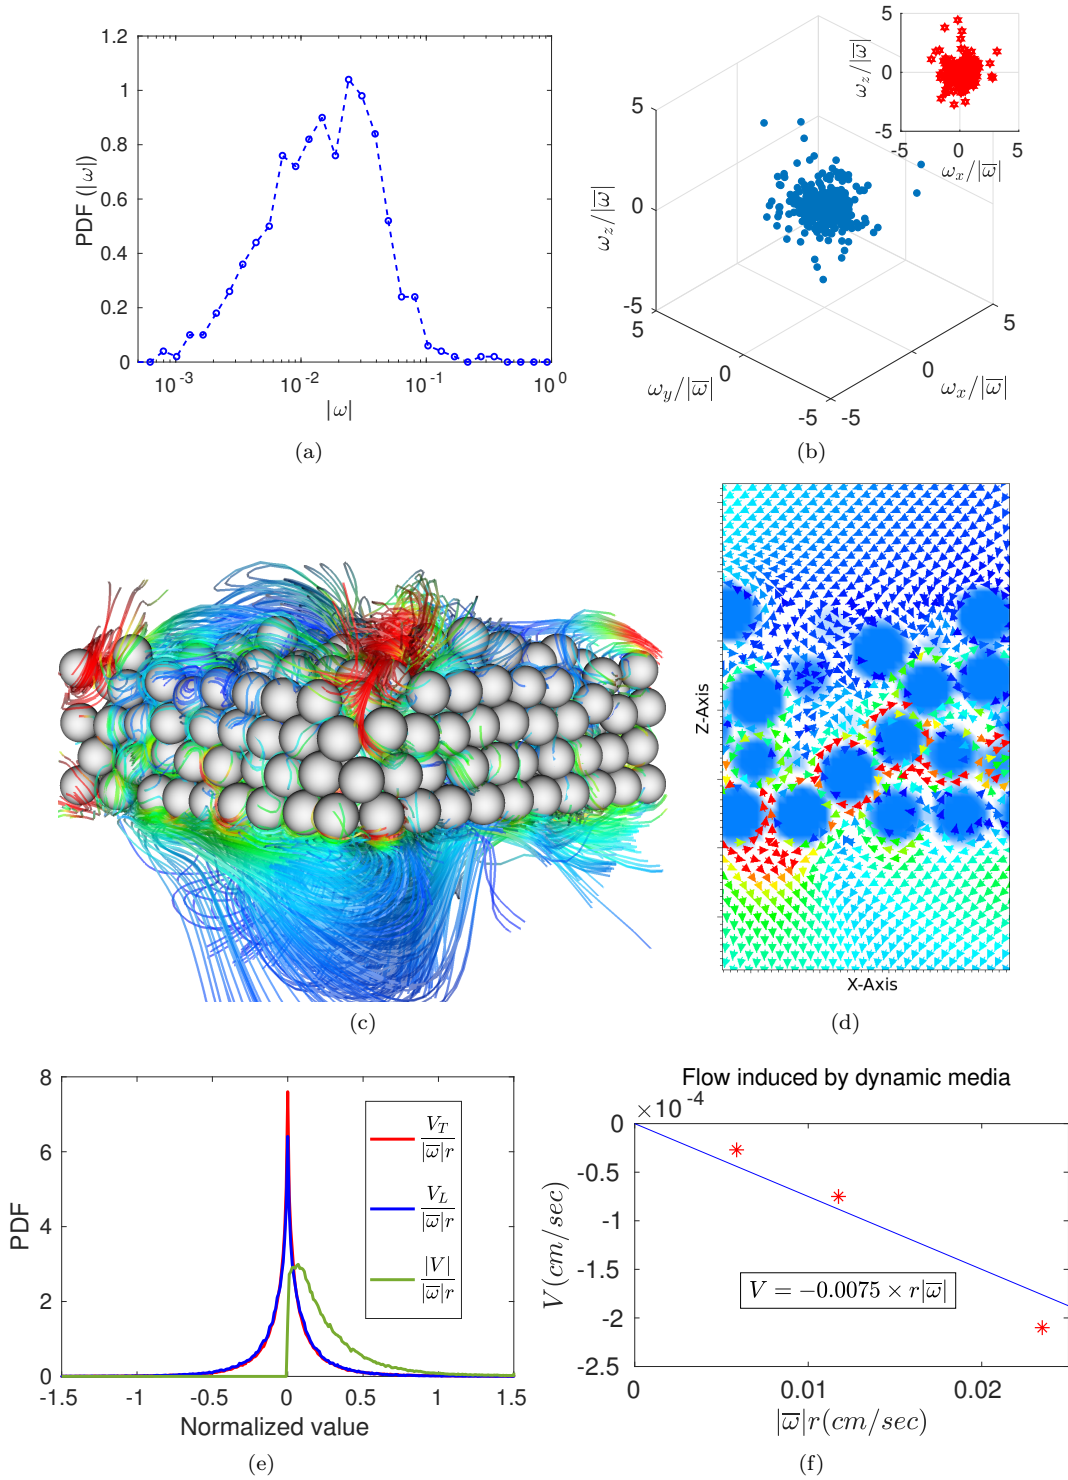 1.2
1
0.8
0.6
0.4
0.2
0
PDF (|ω|)
10^-3
10^-2
10^-1
10^0
|ω|
(a)
5
0
-5
ω_z/|ω̅|
5
0
-5
ω_y/|ω̅|
-5
0
5
ω_x/|ω̅|
5
0
-5
ω_z/|ω̅|
-5
0
5
ω_x/|ω̅|
(b)
(c)
Z-Axis
X-Axis
(d)
8
6
4
2
0
PDF
-1.5
-1
-0.5
0
0.5
1
1.5
Normalized value
V_T/|ω̅|r
V_L/|ω̅|r
|V|/|ω̅|r
(e)
Flow induced by dynamic media
×10^-4
0
-0.5
-1
-1.5
-2
-2.5
V(cm/sec)
V = −0.0075 × r|ω̅|
0
0.01
0.02
|ω̅|r(cm/sec)
(f)